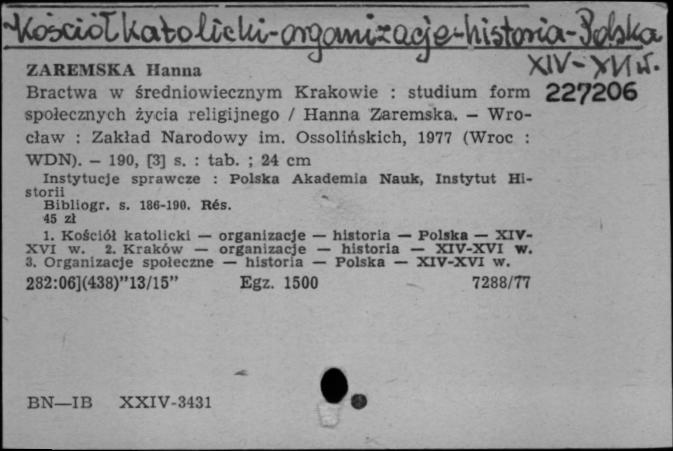 Kościół katolicki-organizacje-historia-Polska
XIV-XVI w.
ZAREMSKA Hanna
Bractwa w średniowiecznym Krakowie : studium form
227206
społecznych życia religijnego / Hanna Zaremska. — Wro-
cław : Zakład Narodowy im. Ossolińskich, 1977 (Wroc :
WDN). — 190, [3] s. : tab. ; 24 cm
Instytucje sprawcze : Polska Akademia Nauk, Instytut Hi-
storii
Bibliogr. s. 186-190. Rés.
45 zł
1. Kościół katolicki — organizacje — historia — Polska — XIV-
XVI w. 2. Kraków — organizacje — historia — XIV-XVI w.
3. Organizacje społeczne — historia — Polska — XIV-XVI w.
282:06](438)"13/15" Egz. 1500 7288/77
BN—IB XXIV-3431